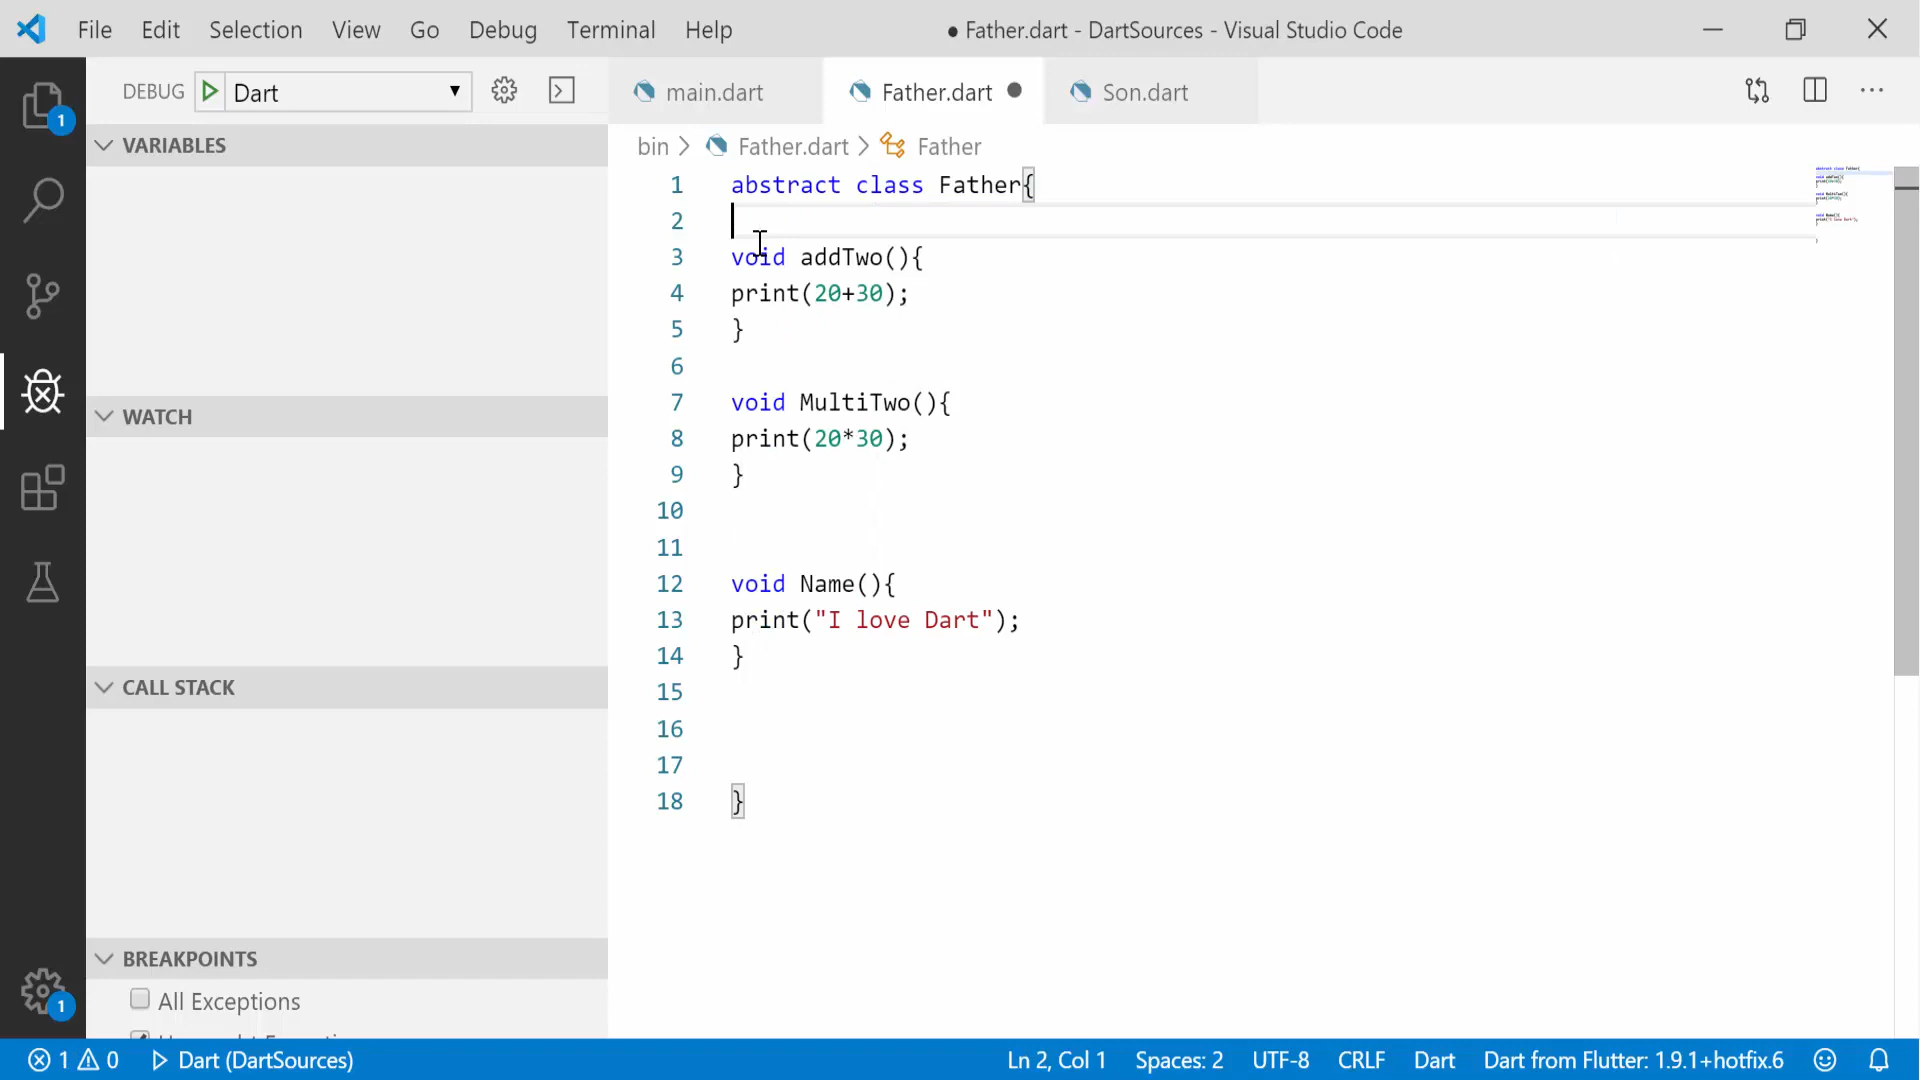 File Edit Selection View Go Debug Terminal Help ● Father.dart - DartSources - Visual Studio Code
DEBUG Dart main.dart Father.dart Son.dart
bin > Father.dart > Father
VARIABLES
WATCH
CALL STACK
BREAKPOINTS
All Exceptions
1 abstract class Father{
2
3 void addTwo(){
4 print(20+30);
5 }
6
7 void MultiTwo(){
8 print(20*30);
9 }
10
11
12 void Name(){
13 print("I love Dart");
14 }
15
16
17
18 }
1
1
1 0 Dart (DartSources) Ln 2, Col 1 Spaces: 2 UTF-8 CRLF Dart Dart from Flutter: 1.9.1+hotfix.6